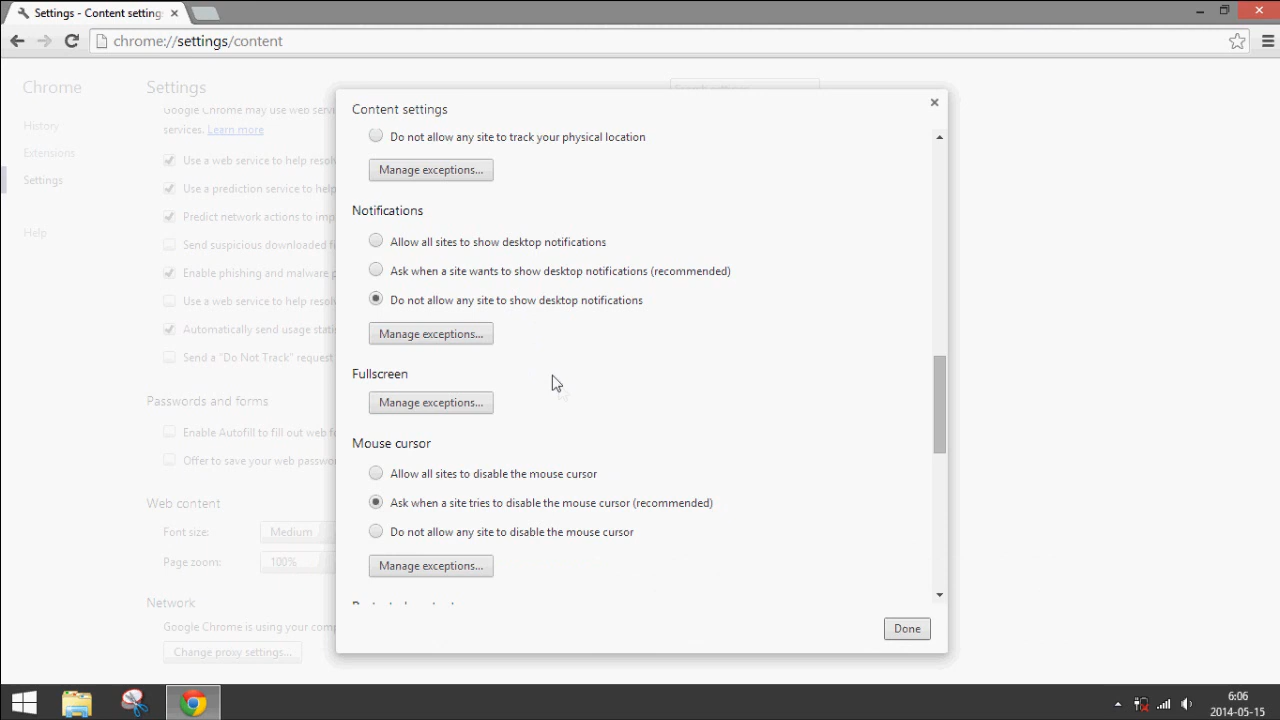 Settings - Content setting
chrome://settings/content
Chrome
Settings
History
Extensions
Settings
Help
Google Chrome may use web serv
services. Learn more
Use a web service to help resol
Use a prediction service to help
Predict network actions to imp
Send suspicious downloaded fi
Enable phishing and malware p
Use a web service to help resol
Automatically send usage stati
Send a "Do Not Track" request
Passwords and forms
Enable Autofill to fill out web f
Offer to save your web passwo
Web content
Font size: Medium
Page zoom: 100%
Network
Google Chrome is using your comp
Change proxy settings...
Content settings
Do not allow any site to track your physical location
Manage exceptions...
Notifications
Allow all sites to show desktop notifications
Ask when a site wants to show desktop notifications (recommended)
Do not allow any site to show desktop notifications
Manage exceptions...
Fullscreen
Manage exceptions...
Mouse cursor
Allow all sites to disable the mouse cursor
Ask when a site tries to disable the mouse cursor (recommended)
Do not allow any site to disable the mouse cursor
Manage exceptions...
Done
6:06
2014-05-15